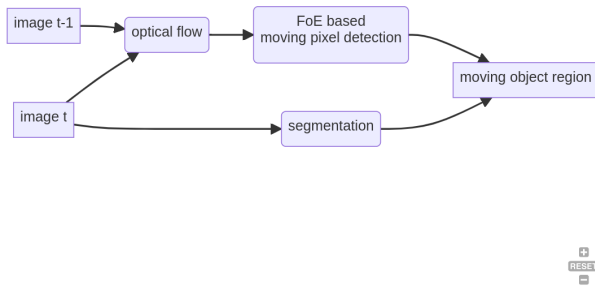 image t-1
optical flow
FoE based
moving pixel detection
moving object region
image t
segmentation
RESET